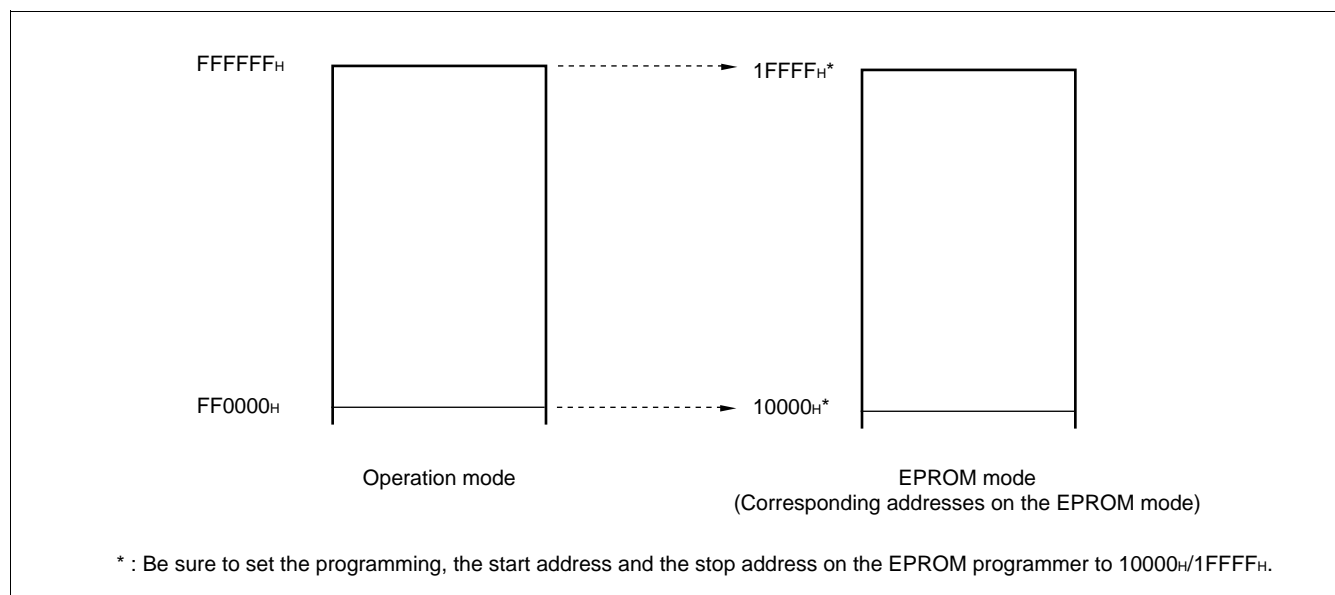 FFFFFFH
1FFFFH*
FF0000H
10000H*
Operation mode
EPROM mode
(Corresponding addresses on the EPROM mode)
* : Be sure to set the programming, the start address and the stop address on the EPROM programmer to 10000H/1FFFFH.